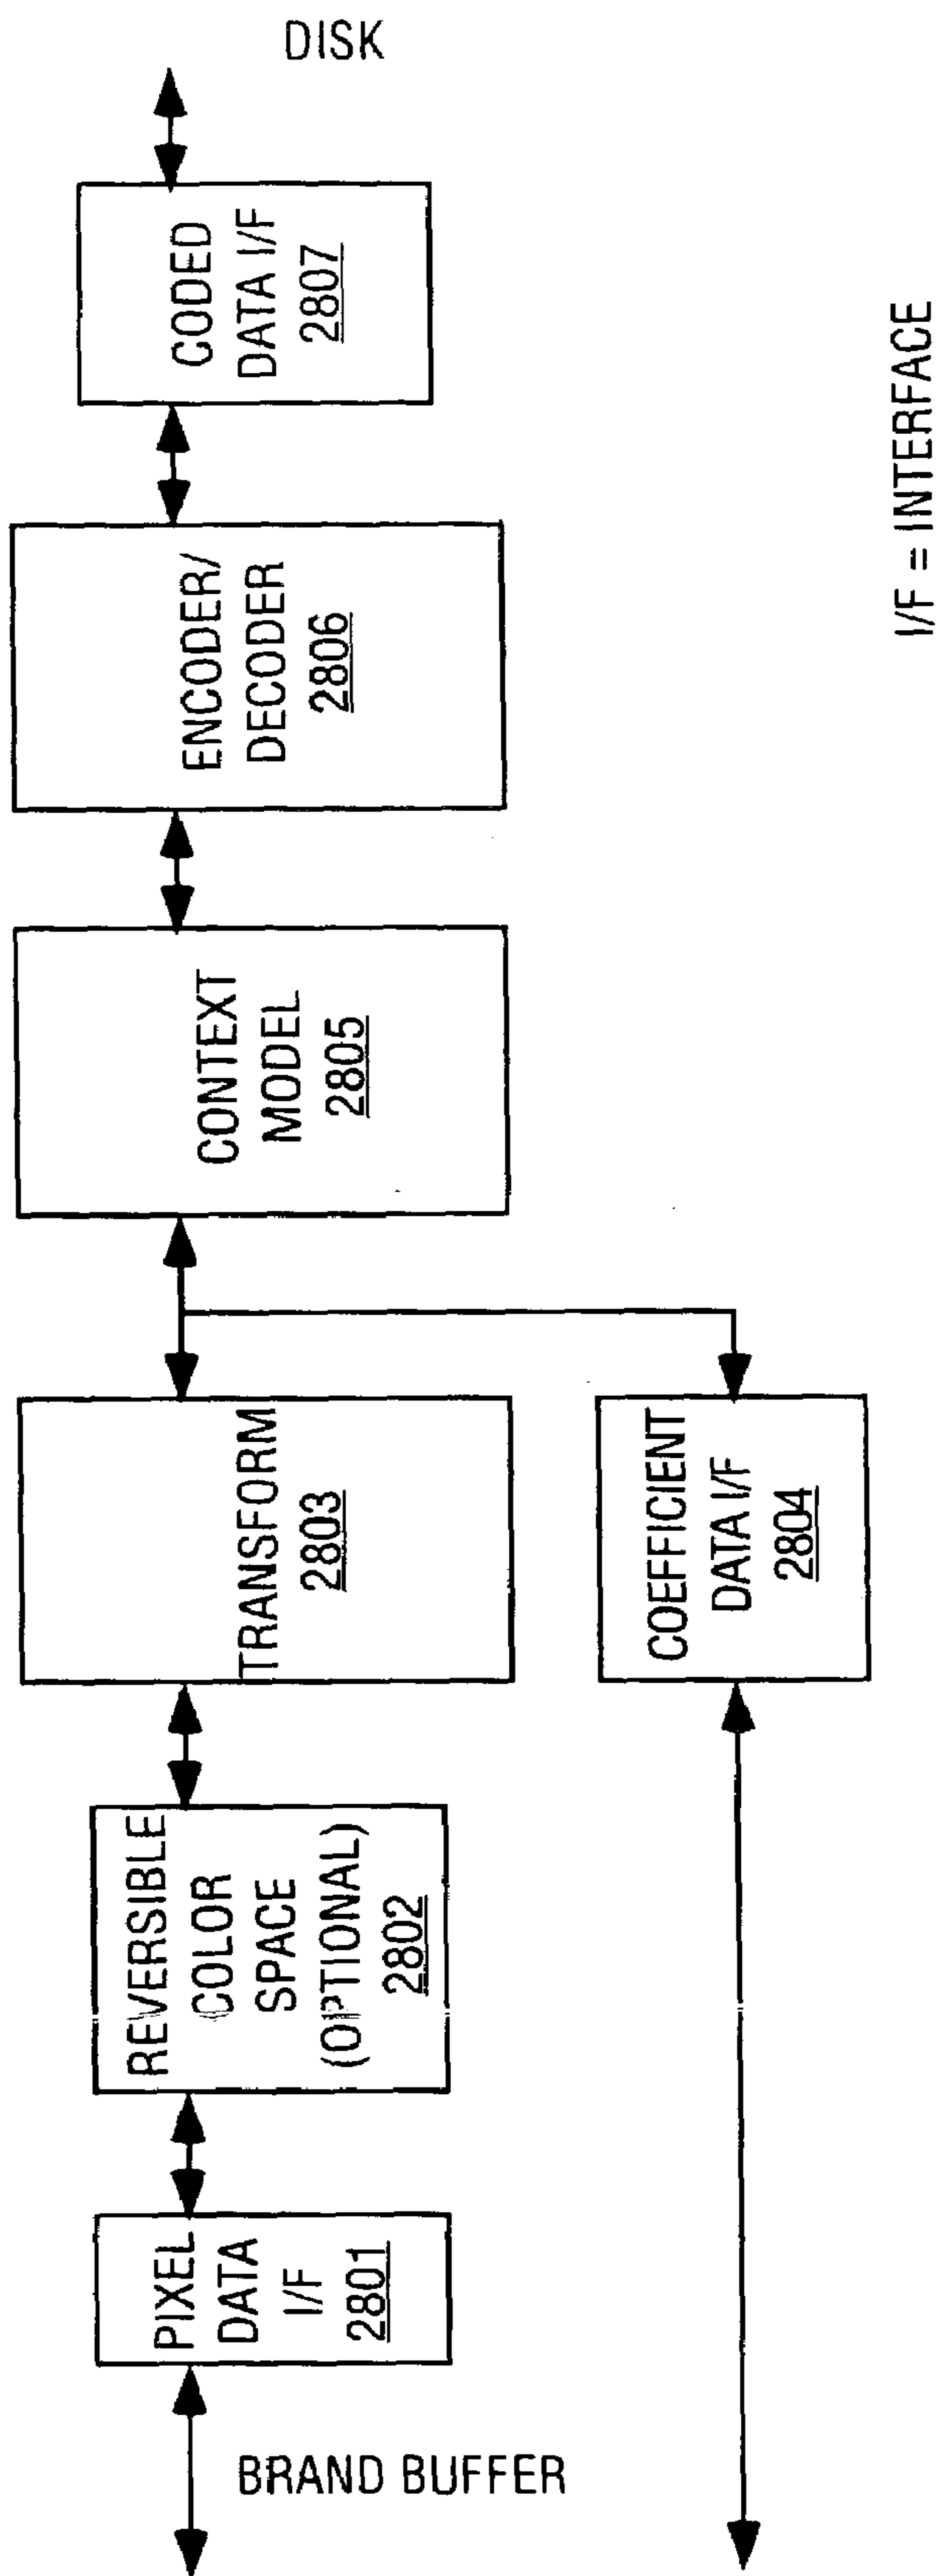 BRAND BUFFER
PIXEL
DATA
I/F
2801
REVERSIBLE
COLOR
SPACE
(OPTIONAL)
2802
TRANSFORM
2803
COEFFICIENT
DATA I/F
2804
CONTEXT
MODEL
2805
ENCODER/
DECODER
2806
CODED
DATA I/F
2807
DISK
I/F = INTERFACE